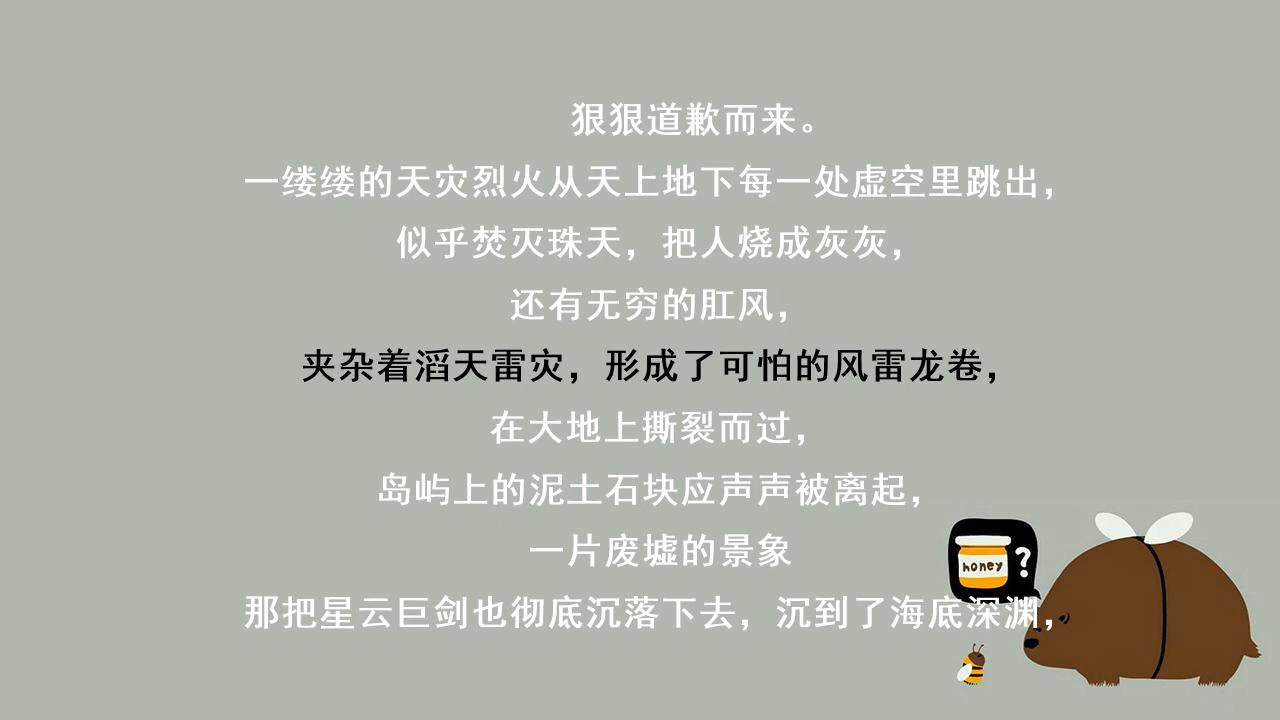 狠狠道歉而来。
一缕缕的天灾烈火从天上地下每一处虚空里跳出，
似乎焚灭珠天，把人烧成灰灰，
还有无穷的肛风，
夹杂着滔天雷灾，形成了可怕的风雷龙卷，
在大地上撕裂而过，
岛屿上的泥土石块应声声被离起，
一片废墟的景象
honey ?
那把星云巨剑也彻底沉落下去，沉到了海底深渊，